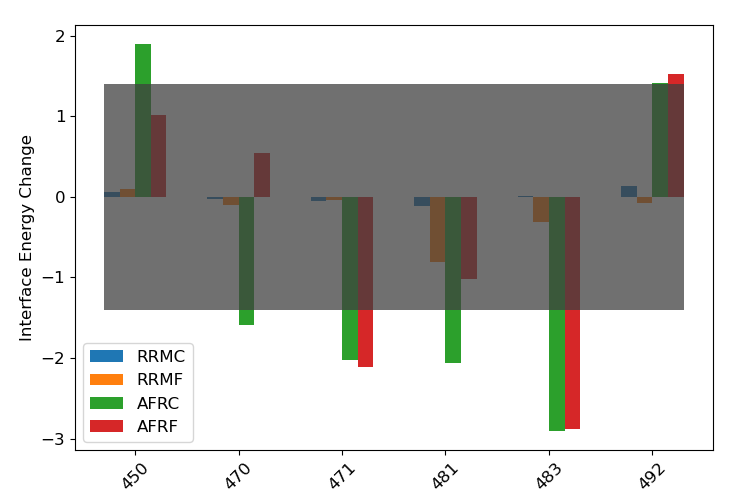 2
1
0
−1
−2
−3
Interface Energy Change
RRMC
RRMF
AFRC
AFRF
450
470
471
481
483
492